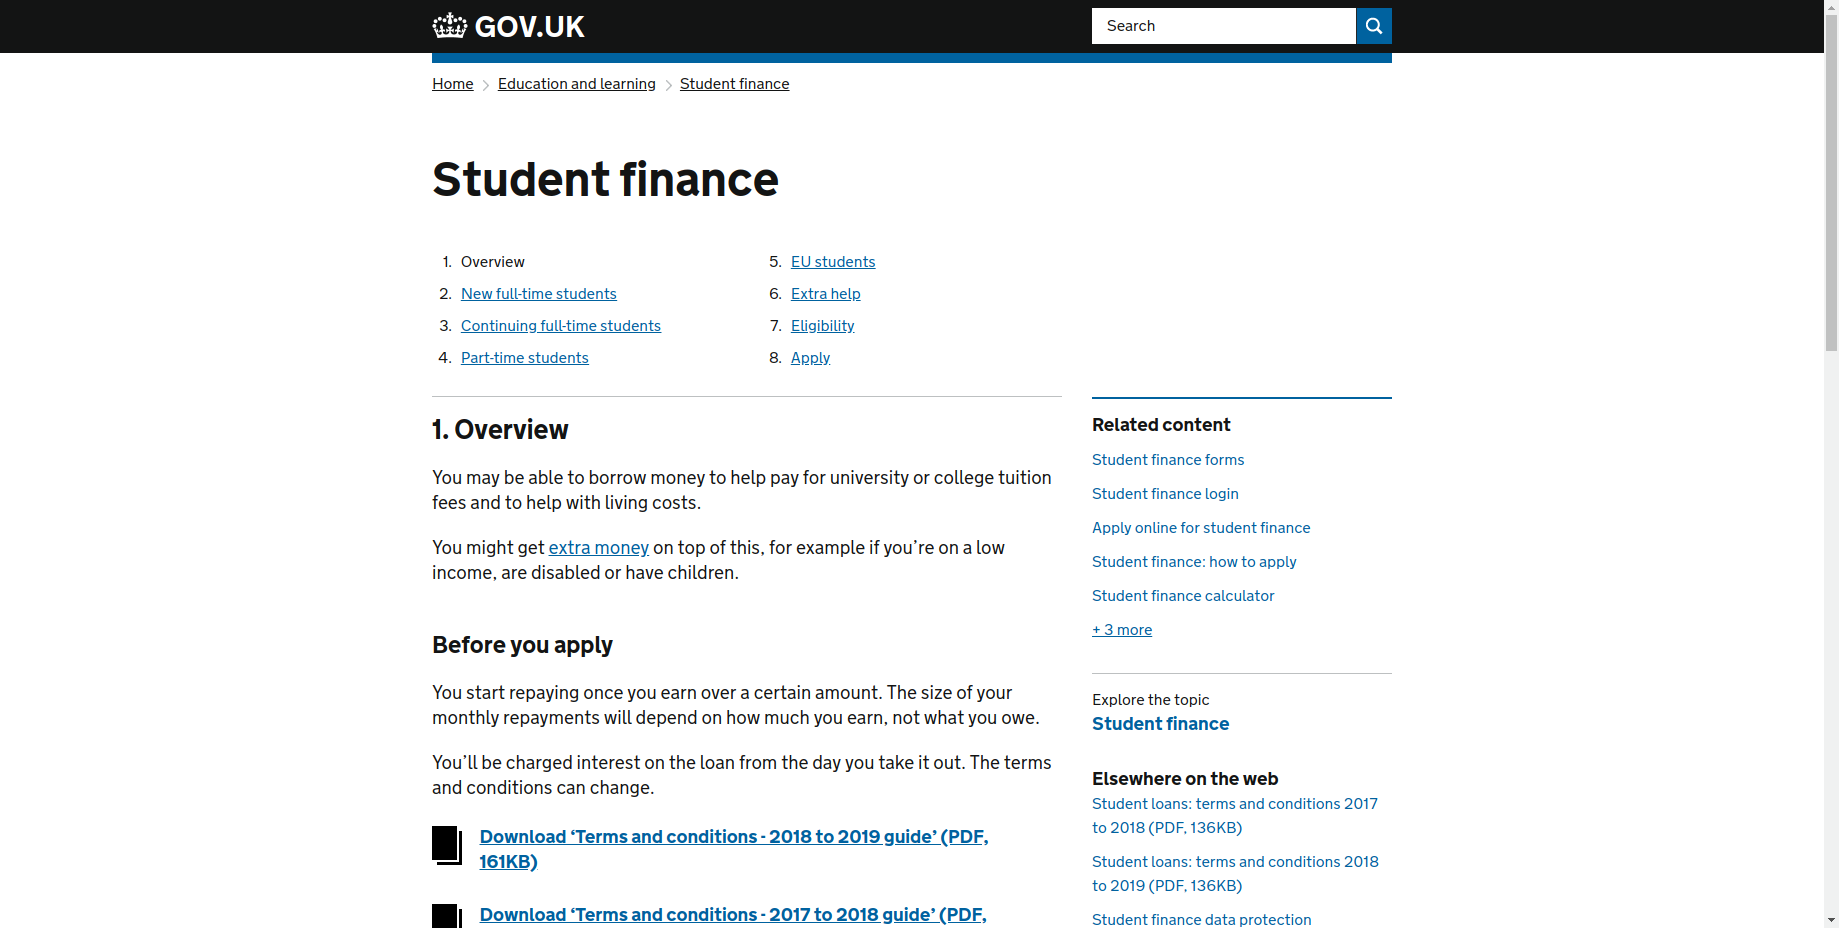 GOV.UK
Search
Home
Education and learning
Student finance
Student finance
1. Overview
2. New full-time students
3. Continuing full-time students
4. Part-time students
5. EU students
6. Extra help
7. Eligibility
8. Apply
1. Overview
You may be able to borrow money to help pay for university or college tuition
fees and to help with living costs.
You might get extra money on top of this, for example if you’re on a low
income, are disabled or have children.
Before you apply
You start repaying once you earn over a certain amount. The size of your
monthly repayments will depend on how much you earn, not what you owe.
You’ll be charged interest on the loan from the day you take it out. The terms
and conditions can change.
Download ‘Terms and conditions - 2018 to 2019 guide’ (PDF,
161KB)
Download ‘Terms and conditions - 2017 to 2018 guide’ (PDF,
Related content
Student finance forms
Student finance login
Apply online for student finance
Student finance: how to apply
Student finance calculator
+ 3 more
Explore the topic
Student finance
Elsewhere on the web
Student loans: terms and conditions 2017
to 2018 (PDF, 136KB)
Student loans: terms and conditions 2018
to 2019 (PDF, 136KB)
Student finance data protection